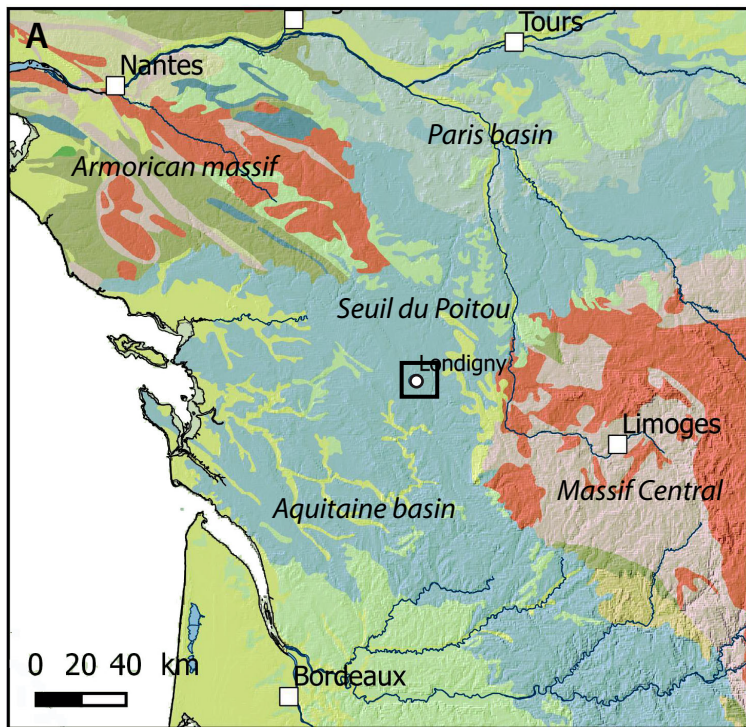 A
Tours
Nantes
Paris basin
Armorican massif
Seuil du Poitou
Londigny
Limoges
Massif Central
Aquitaine basin
0 20 40 km
Bordeaux